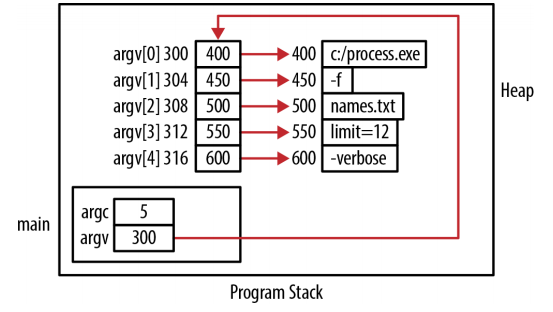 argv[0] 300 400 400 c:/process.exe
argv[1] 304 450 450 -f
argv[2] 308 500 500 names.txt
argv[3] 312 550 550 limit=12
argv[4] 316 600 600 -verbose
Heap
main
argc 5
argv 300
Program Stack